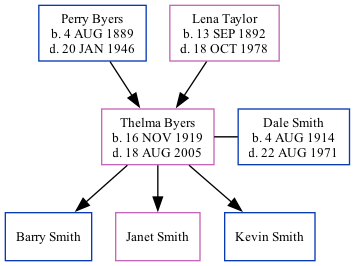 Perry Byers
b. 4 AUG 1889
d. 20 JAN 1946
Lena Taylor
b. 13 SEP 1892
d. 18 OCT 1978
Thelma Byers
b. 16 NOV 1919
d. 18 AUG 2005
Dale Smith
b. 4 AUG 1914
d. 22 AUG 1971
Barry Smith
Janet Smith
Kevin Smith